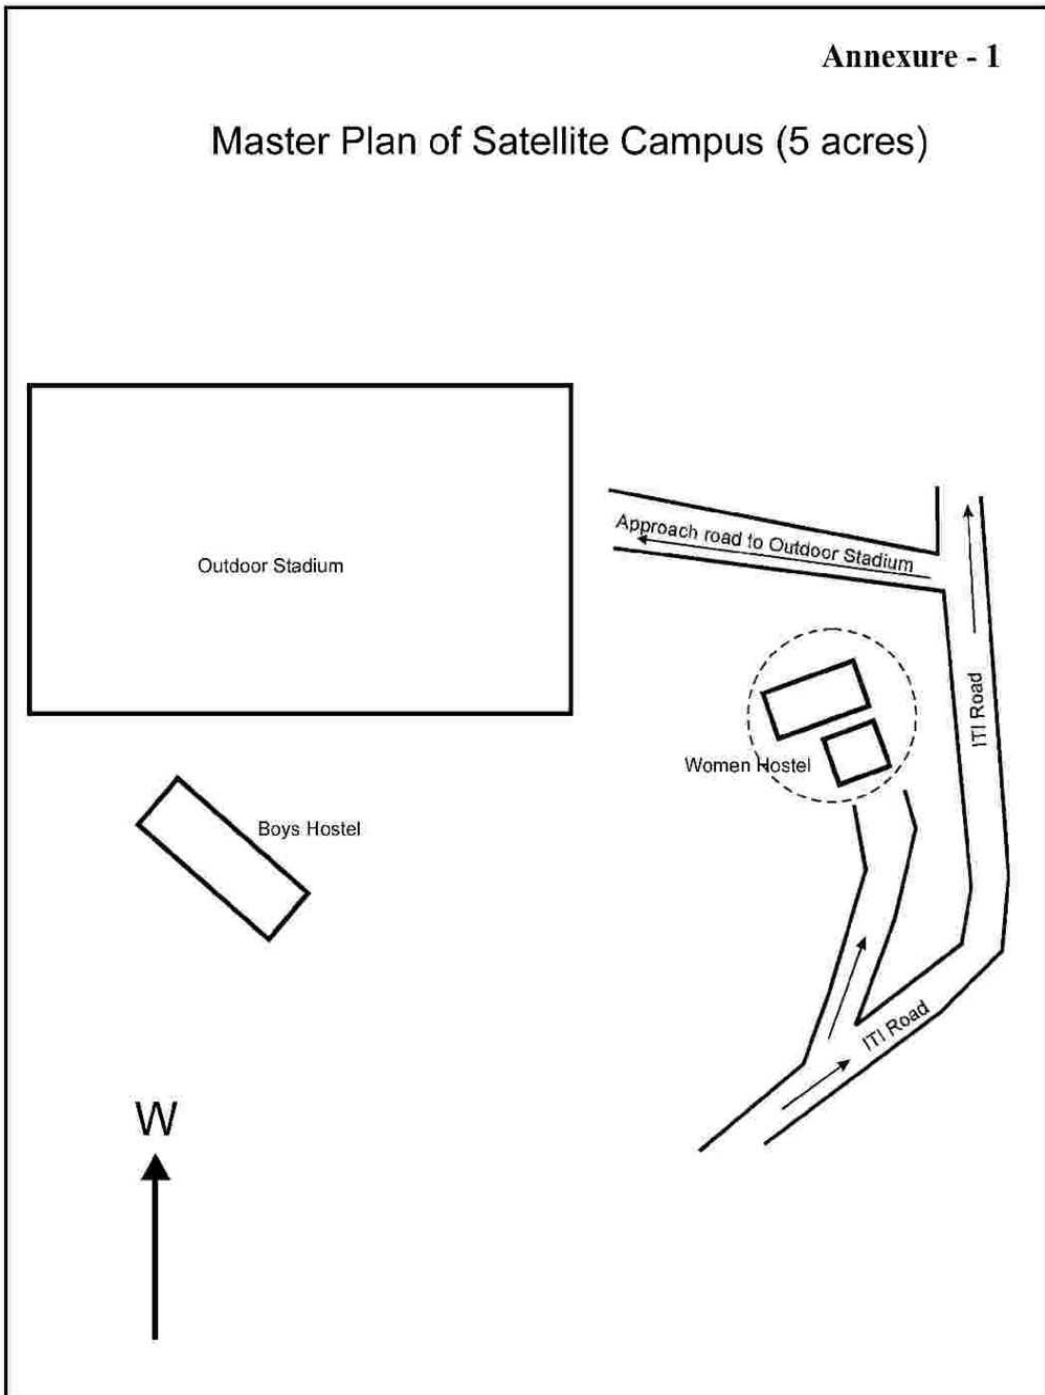 Annexure - 1
Master Plan of Satellite Campus (5 acres)
Approach road to Outdoor Stadium
Outdoor Stadium
ITI Road
Women Hostel
Boys Hostel
ITI Road
W